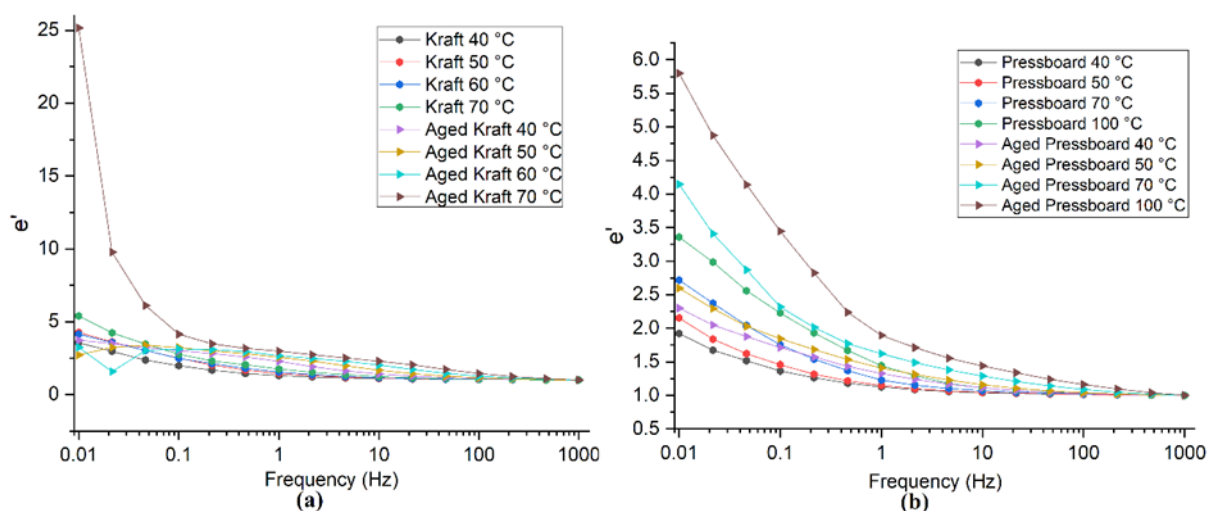 25
20
15
10
5
0
e'
Kraft 40 °C
Kraft 50 °C
Kraft 60 °C
Kraft 70 °C
Aged Kraft 40 °C
Aged Kraft 50 °C
Aged Kraft 60 °C
Aged Kraft 70 °C
0.01 0.1 1 10 100 1000
Frequency (Hz)
(a)
6.0
5.5
5.0
4.5
4.0
3.5
3.0
2.5
2.0
1.5
1.0
0.5
e'
Pressboard 40 °C
Pressboard 50 °C
Pressboard 70 °C
Pressboard 100 °C
Aged Pressboard 40 °C
Aged Pressboard 50 °C
Aged Pressboard 70 °C
Aged Pressboard 100 °C
0.01 0.1 1 10 100 1000
Frequency (Hz)
(b)